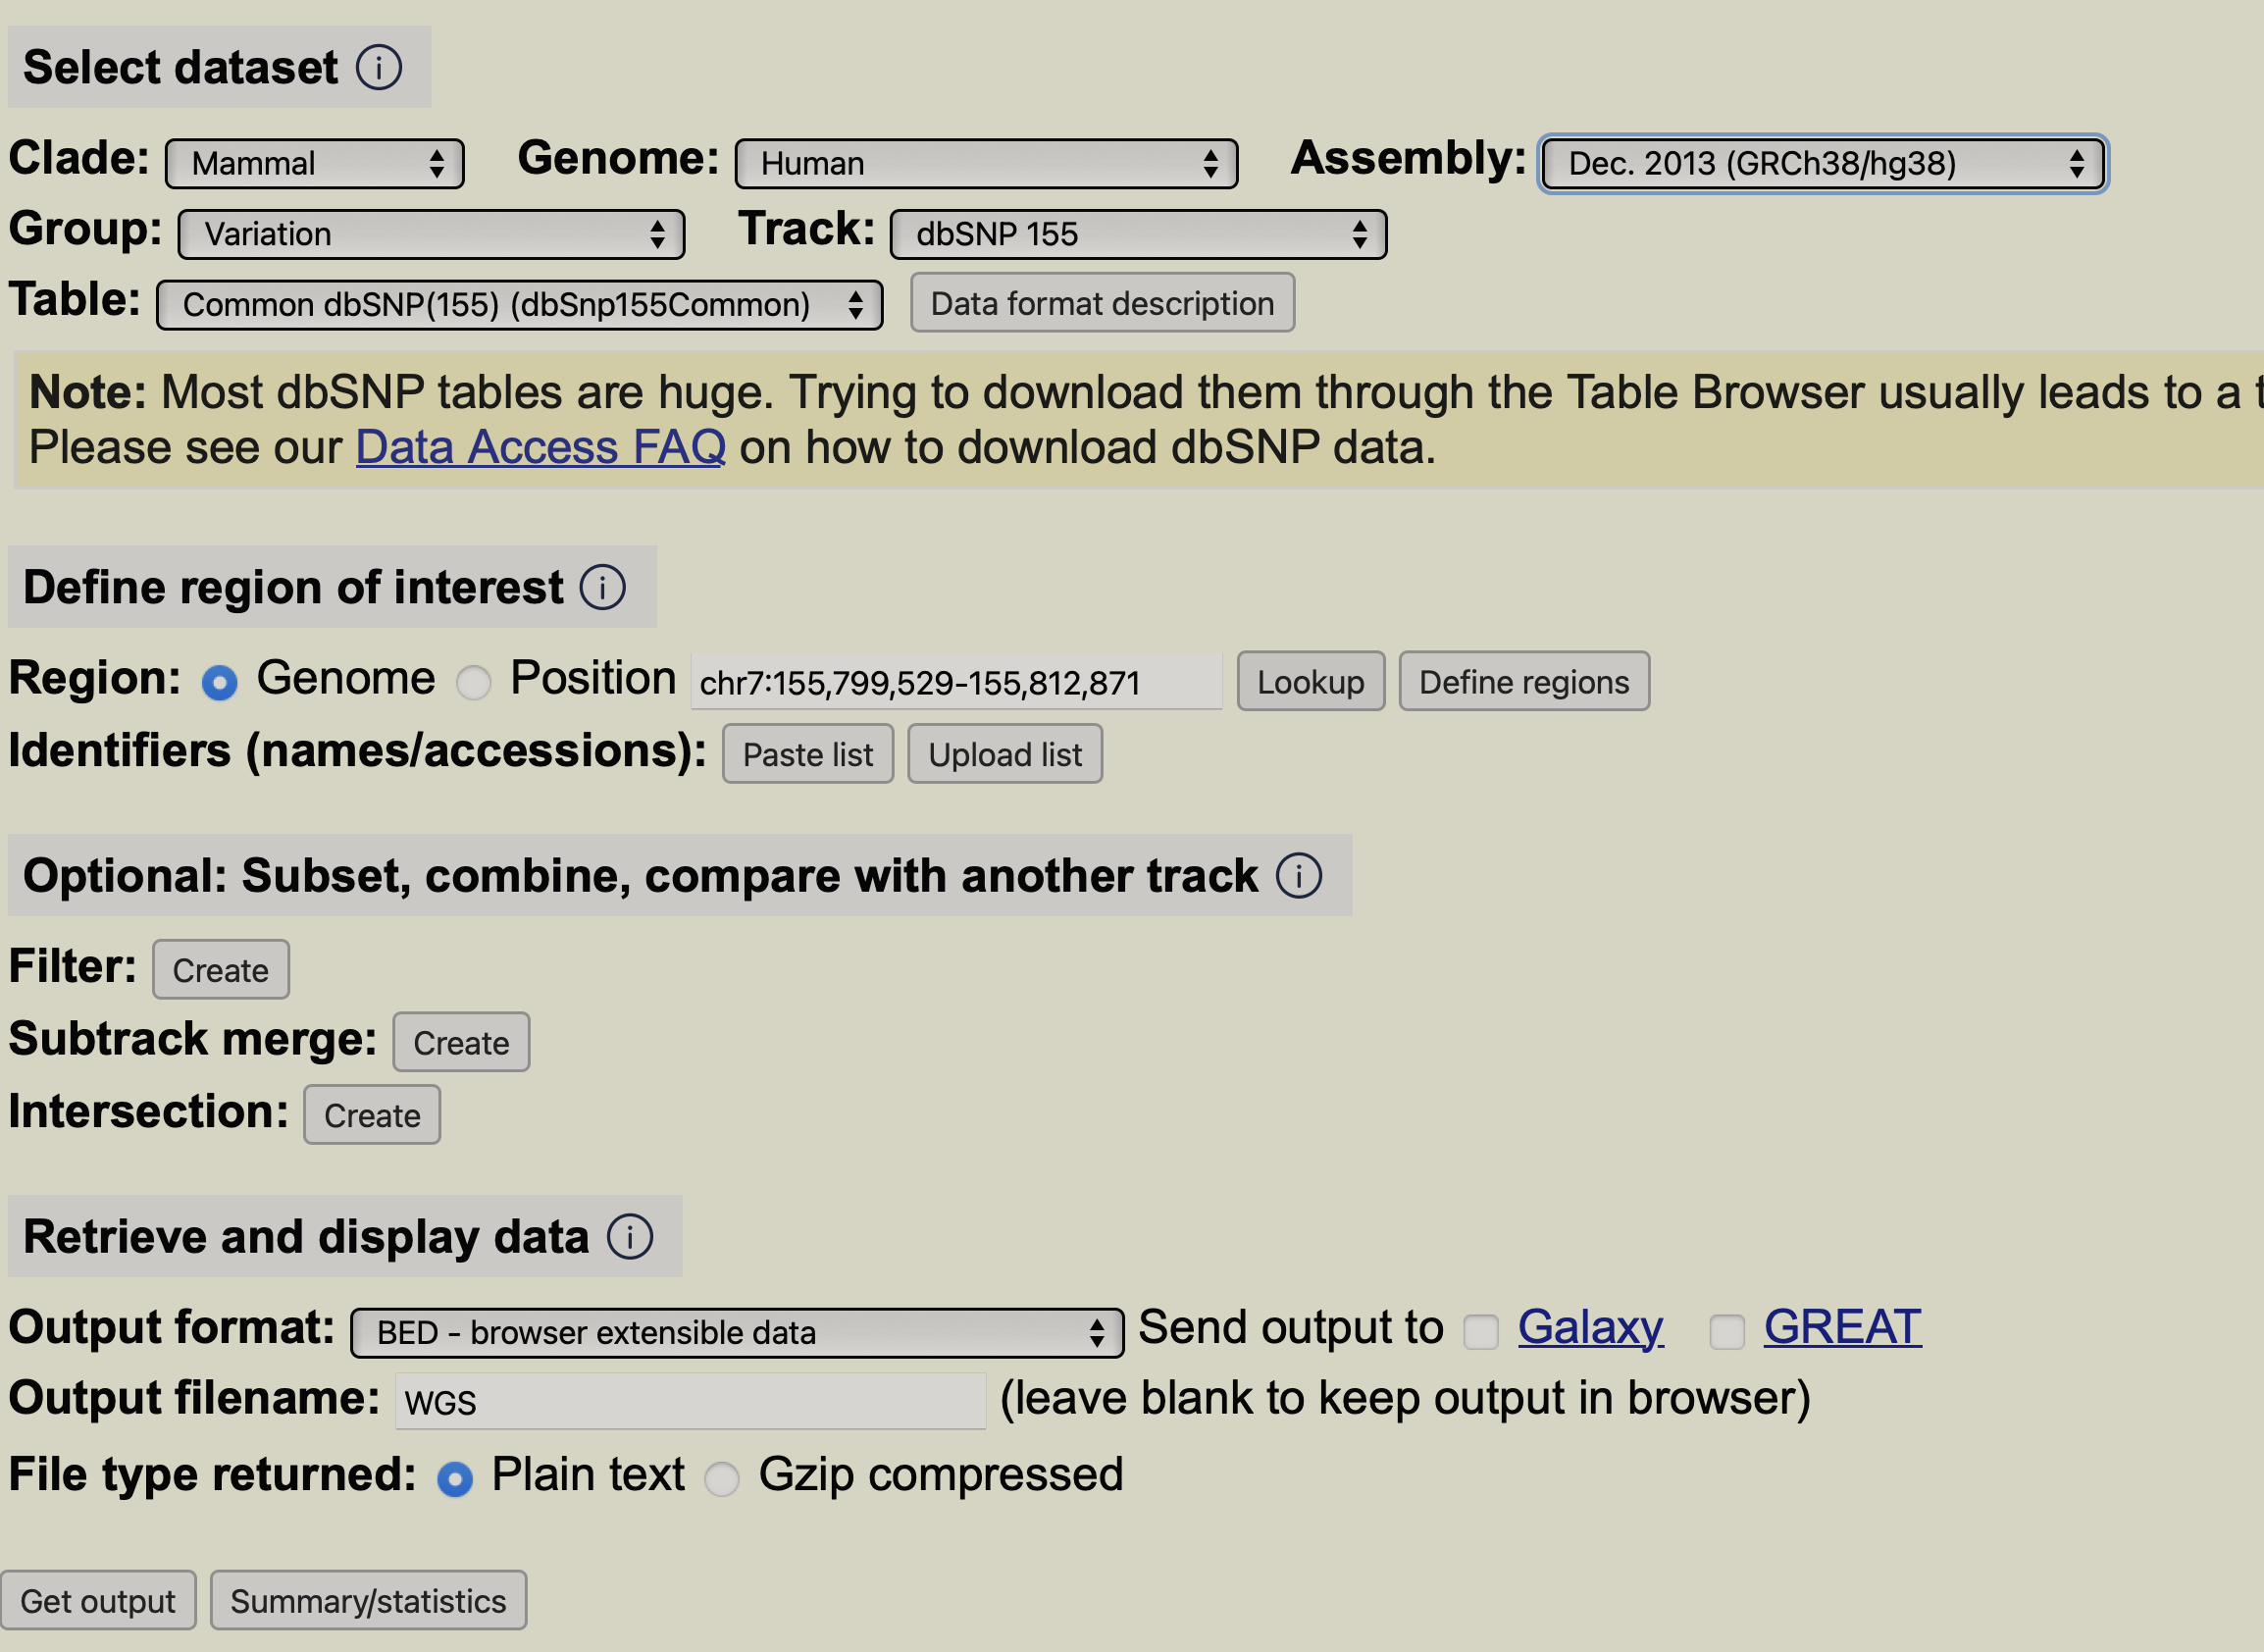 Select dataset
Clade: Mammal Genome: Human Assembly: Dec. 2013 (GRCh38/hg38)
Group: Variation Track: dbSNP 155
Table: Common dbSNP(155) (dbSnp155Common) Data format description
Note: Most dbSNP tables are huge. Trying to download them through the Table Browser usually leads to a
Please see our Data Access FAQ on how to download dbSNP data.
Define region of interest
Region: Genome Position chr7:155,799,529-155,812,871 Lookup Define regions
Identifiers (names/accessions): Paste list Upload list
Optional: Subset, combine, compare with another track
Filter: Create
Subtrack merge: Create
Intersection: Create
Retrieve and display data
Output format: BED - browser extensible data Send output to Galaxy GREAT
Output filename: WGS (leave blank to keep output in browser)
File type returned: Plain text Gzip compressed
Get output Summary/statistics